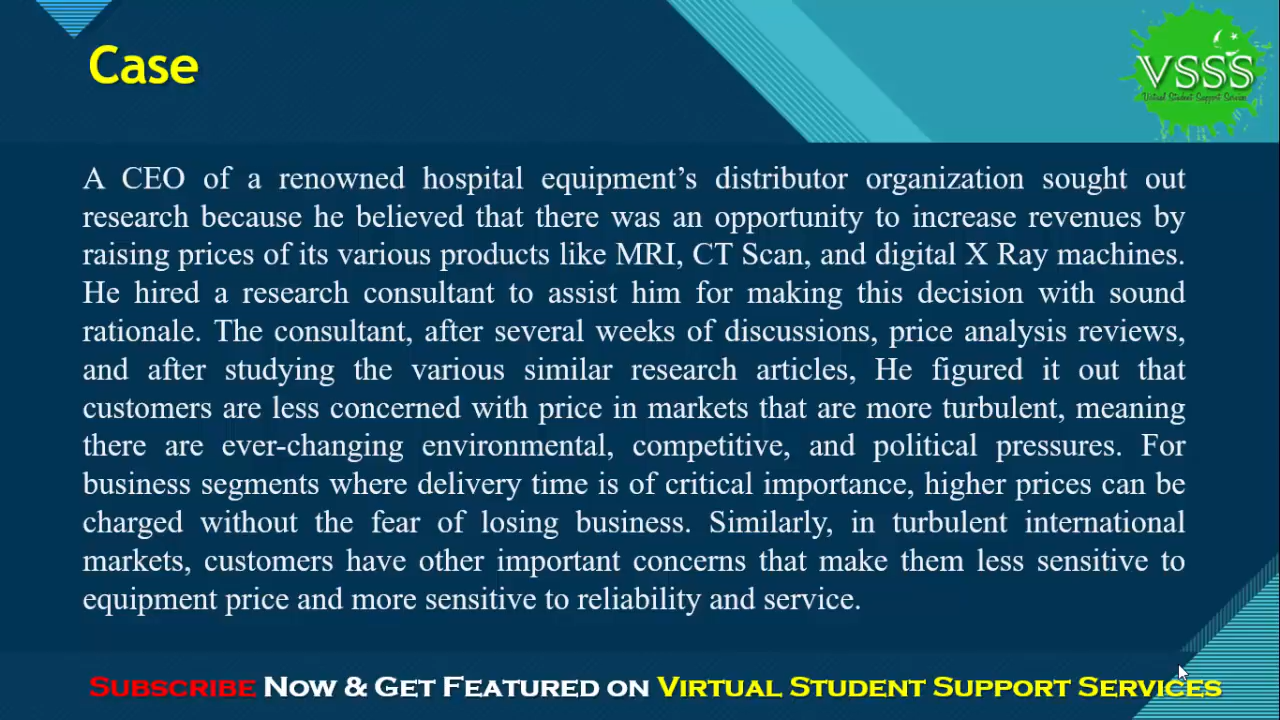 Case
VSSS
Virtual Student Support Services
A CEO of a renowned hospital equipment’s distributor organization sought out
research because he believed that there was an opportunity to increase revenues by
raising prices of its various products like MRI, CT Scan, and digital X Ray machines.
He hired a research consultant to assist him for making this decision with sound
rationale. The consultant, after several weeks of discussions, price analysis reviews,
and after studying the various similar research articles, He figured it out that
customers are less concerned with price in markets that are more turbulent, meaning
there are ever-changing environmental, competitive, and political pressures. For
business segments where delivery time is of critical importance, higher prices can be
charged without the fear of losing business. Similarly, in turbulent international
markets, customers have other important concerns that make them less sensitive to
equipment price and more sensitive to reliability and service.
Subscribe Now & Get Featured on Virtual Student Support Services